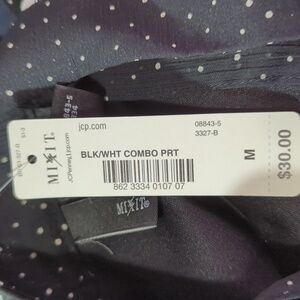 jcp.com
08843-5
3327-B
BLK/WHT COMBO PRT
M
$30.00
862 3334 0107 07
MIXIT
JCPenney|jcp.com
MIXIT